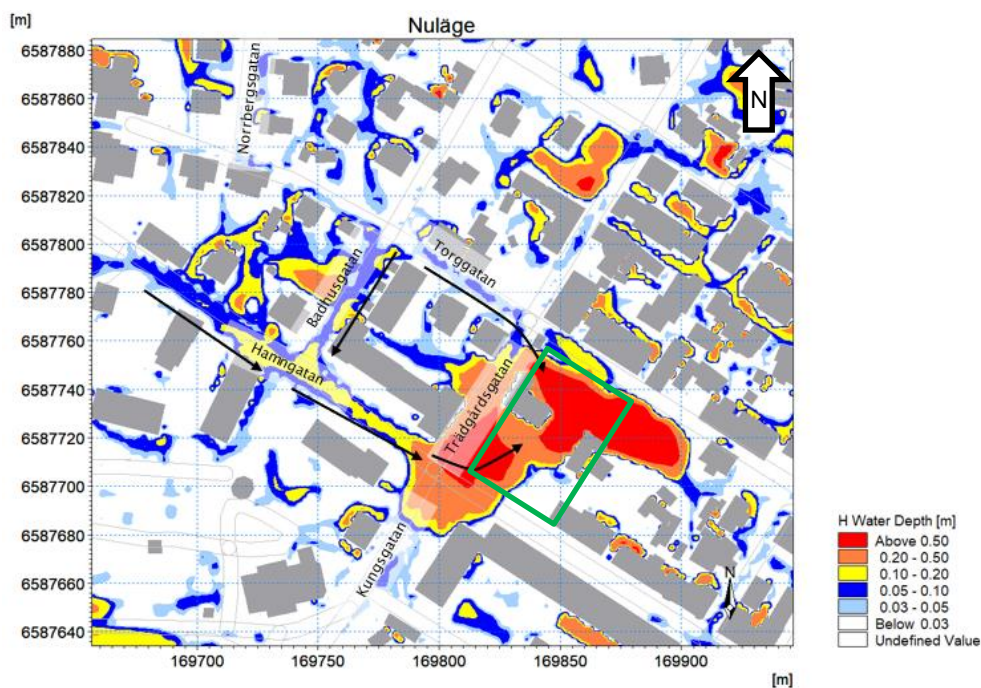 [m]
Nuläge
6587880
6587860
6587840
6587820
6587800
6587780
6587760
6587740
6587720
6587700
6587680
6587660
6587640
N
Norrbergsgatan
Badhusgatan
Torggatan
Hamngatan
Trädgårdsgatan
Kungsgatan
N
169700
169750
169800
169850
169900
[m]
H Water Depth [m]
Above 0.50
0.20 - 0.50
0.10 - 0.20
0.05 - 0.10
0.03 - 0.05
Below 0.03
Undefined Value